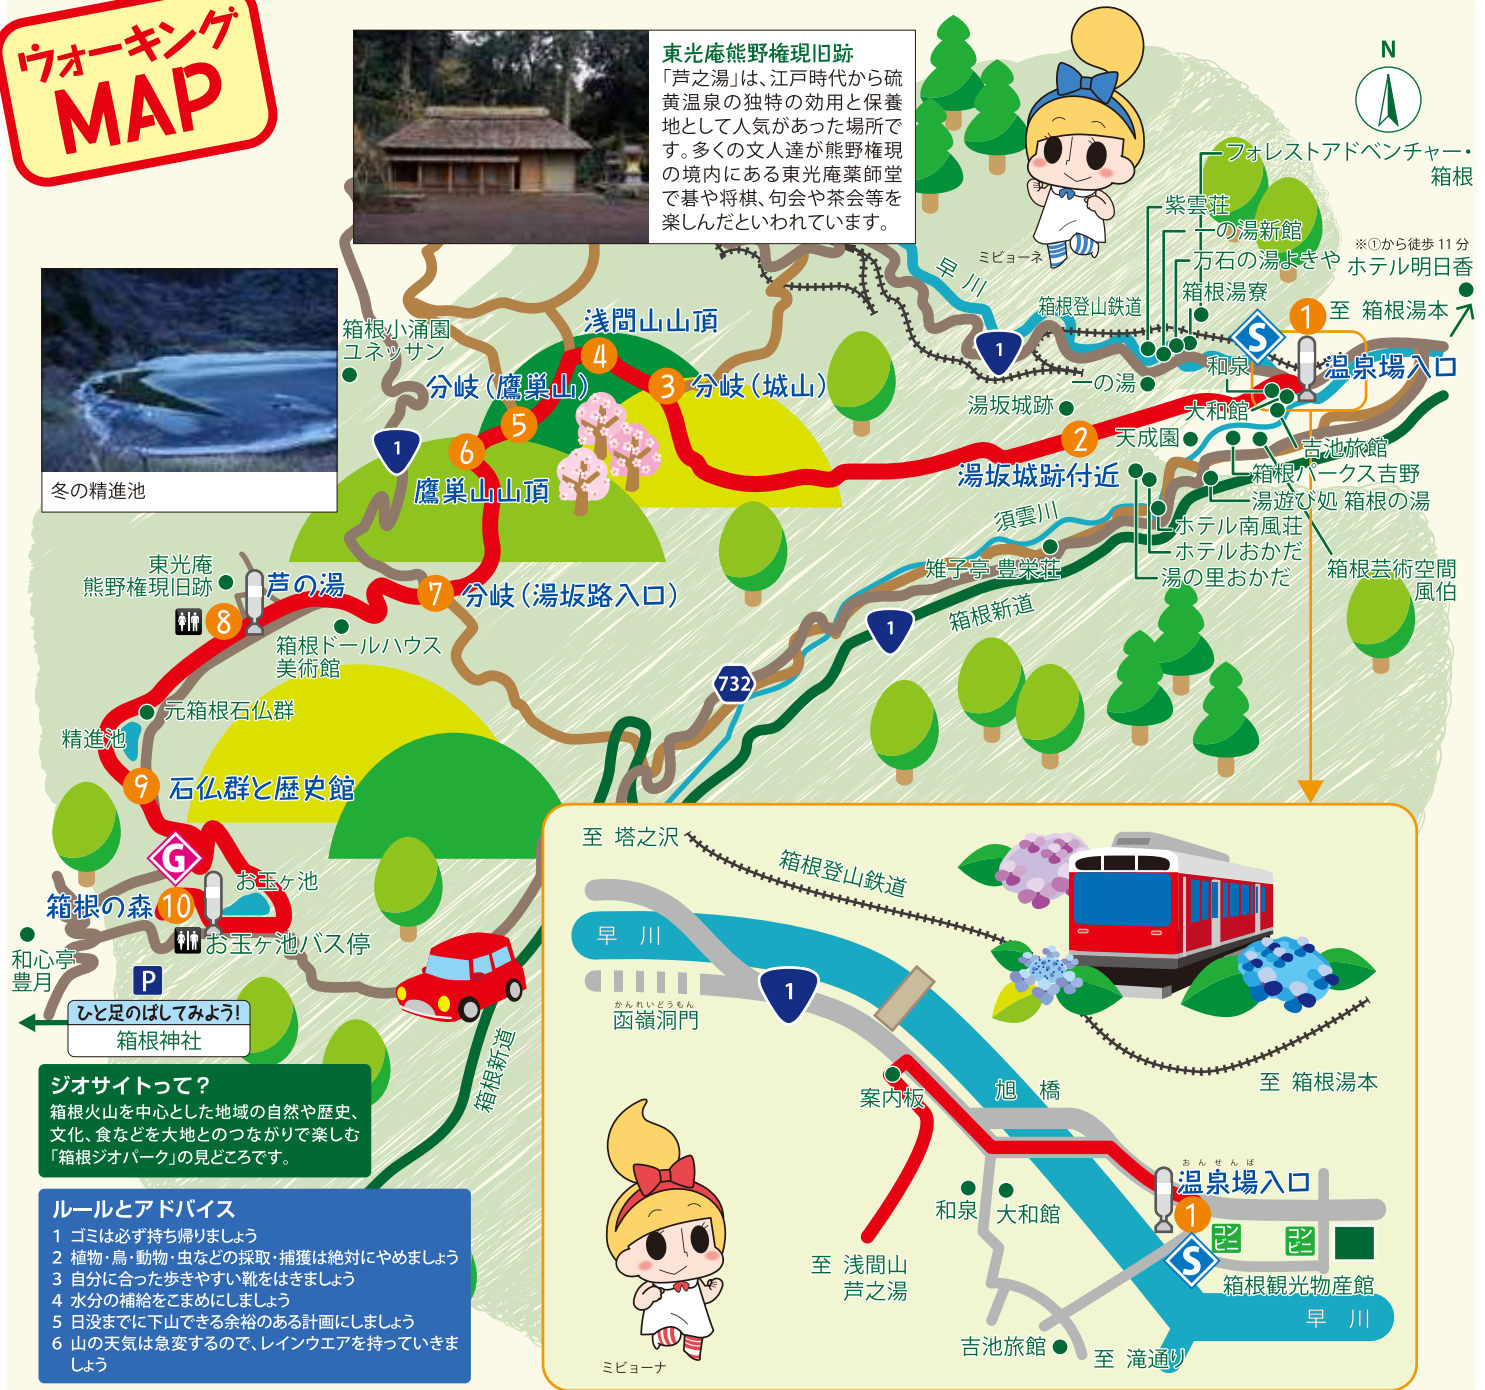 ウォーキング
MAP
東光庵熊野権現旧跡
「芦之湯」は、江戸時代から硫
黄温泉の独特の効用と保養
地として人気があった場所で
す。多くの文人達が熊野権現
の境内にある東光庵薬師堂
で碁や将棋、句会や茶会等を
楽しんだといわれています。
ミビョーネ
N
フォレストアドベンチャー・
箱根
紫雲荘
一の湯新館
万石の湯よきや
箱根湯寮
※①から徒歩11分
ホテル明日香
至 箱根湯本
早川
箱根登山鉄道
1
S
1
温泉場入口
和泉
一の湯
大和館
湯坂城跡
天成園
吉池旅館
箱根パークス吉野
湯遊び処 箱根の湯
ホテル南風荘
ホテルおかだ
湯の里おかだ
箱根芸術空間
風伯
2
湯坂城跡付近
須雲川
雉子亭 豊栄荘
箱根新道
1
732
箱根小涌園
ユネッサン
浅間山山頂
4
分岐（鷹巣山）
3
分岐（城山）
5
1
6
鷹巣山山頂
冬の精進池
東光庵
熊野権現旧跡
芦の湯
8
7
分岐（湯坂路入口）
箱根ドールハウス
美術館
元箱根石仏群
精進池
9
石仏群と歴史館
G
お玉ヶ池
箱根の森
10
お玉ヶ池バス停
和心亭
豊月
P
ひと足のばしてみよう!
箱根神社
箱根新道
ジオサイトって？
箱根火山を中心とした地域の自然や歴史、
文化、食などを大地とのつながりで楽しむ
「箱根ジオパーク」の見どころです。
ルールとアドバイス
1 ゴミは必ず持ち帰りましょう
2 植物・鳥・動物・虫などの採取・捕獲は絶対にやめましょう
3 自分に合った歩きやすい靴をはきましょう
4 水分の補給をこまめにしましょう
5 日没までに下山できる余裕のある計画にしましょう
6 山の天気は急変するので、レインウエアを持っていきま
しょう
至 塔之沢
箱根登山鉄道
早 川
1
かんれいどうもん
函嶺洞門
案内板
旭 橋
至 箱根湯本
おんせんば
温泉場入口
1
S
コン
ビニ
コン
ビニ
箱根観光物産館
和泉
大和館
至 浅間山
芦之湯
早 川
吉池旅館
至 滝通り
ミビョーナ